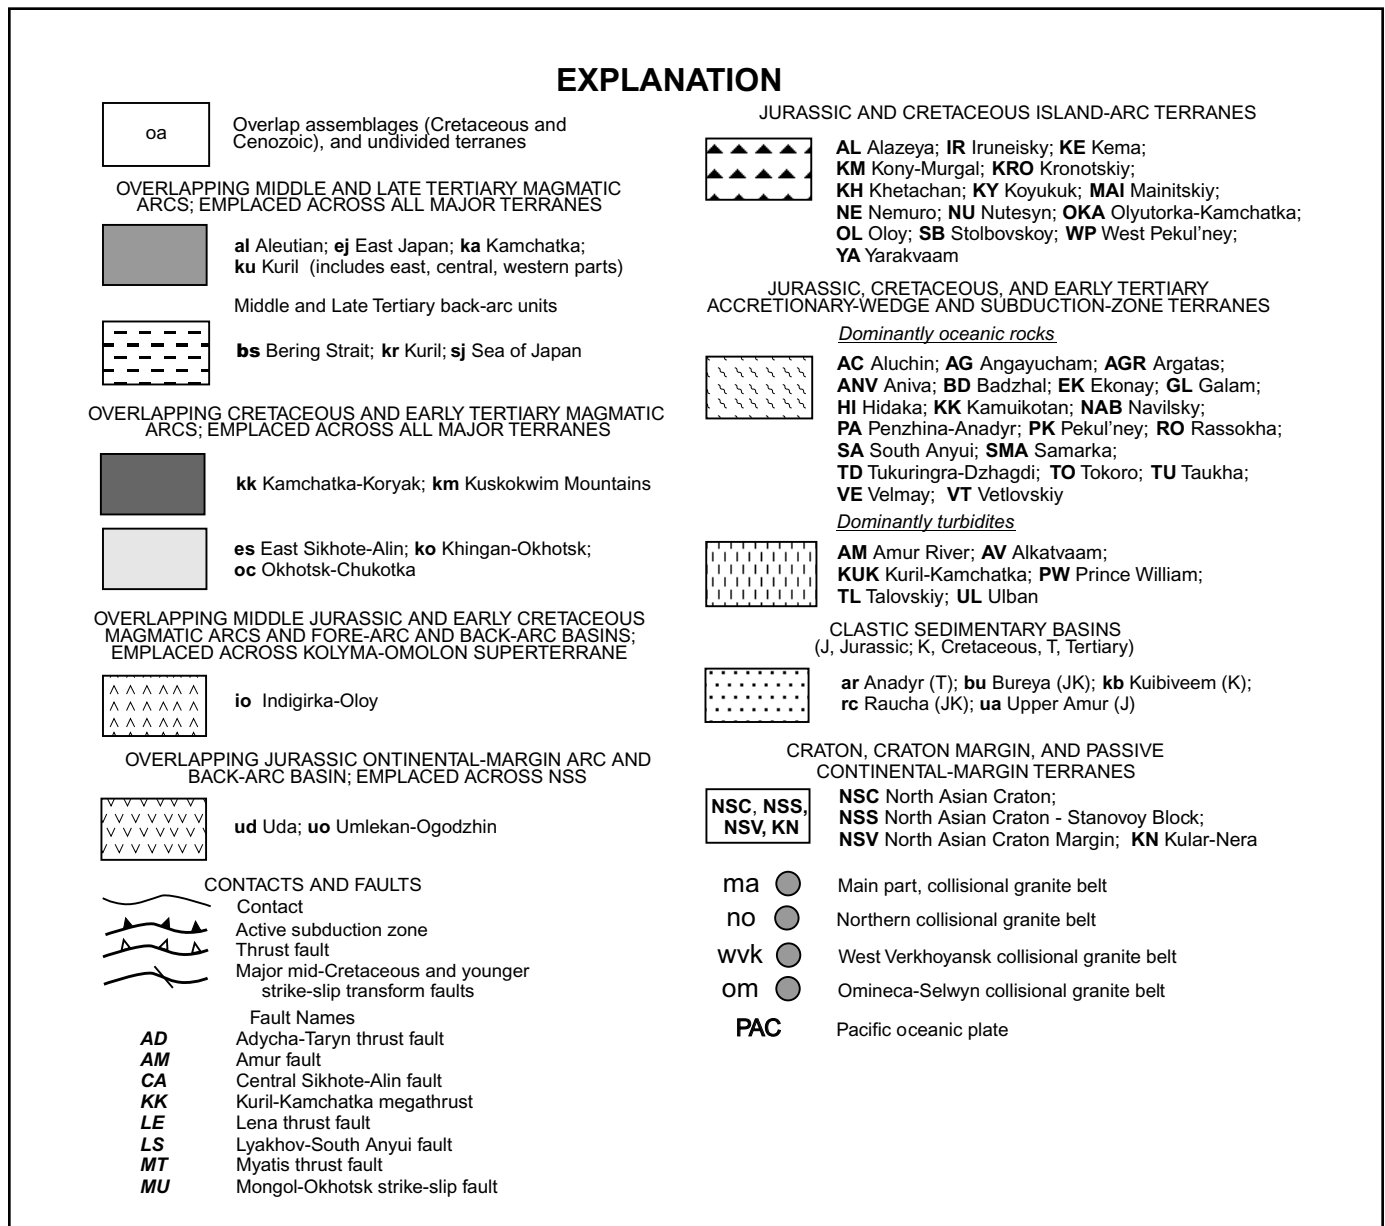 EXPLANATION
oa
Overlap assemblages (Cretaceous and
Cenozoic), and undivided terranes
OVERLAPPING MIDDLE AND LATE TERTIARY MAGMATIC
ARCS; EMPLACED ACROSS ALL MAJOR TERRANES
al Aleutian; ej East Japan; ka Kamchatka;
ku Kuril (includes east, central, western parts)
Middle and Late Tertiary back-arc units
bs Bering Strait; kr Kuril; sj Sea of Japan
OVERLAPPING CRETACEOUS AND EARLY TERTIARY MAGMATIC
ARCS; EMPLACED ACROSS ALL MAJOR TERRANES
kk Kamchatka-Koryak; km Kuskokwim Mountains
es East Sikhote-Alin; ko Khingan-Okhotsk;
oc Okhotsk-Chukotka
OVERLAPPING MIDDLE JURASSIC AND EARLY CRETACEOUS
MAGMATIC ARCS AND FORE-ARC AND BACK-ARC BASINS;
EMPLACED ACROSS KOLYMA-OMOLON SUPERTERRANE
io Indigirka-Oloy
OVERLAPPING JURASSIC ONTINENTAL-MARGIN ARC AND
BACK-ARC BASIN; EMPLACED ACROSS NSS
ud Uda; uo Umlekan-Ogodzhin
CONTACTS AND FAULTS
Contact
Active subduction zone
Thrust fault
Major mid-Cretaceous and younger
strike-slip transform faults
Fault Names
AD Adycha-Taryn thrust fault
AM Amur fault
CA Central Sikhote-Alin fault
KK Kuril-Kamchatka megathrust
LE Lena thrust fault
LS Lyakhov-South Anyui fault
MT Myatis thrust fault
MU Mongol-Okhotsk strike-slip fault
JURASSIC AND CRETACEOUS ISLAND-ARC TERRANES
AL Alazeya; IR Iruneisky; KE Kema;
KM Kony-Murgal; KRO Kronotskiy;
KH Khetachan; KY Koyukuk; MAI Mainitskiy;
NE Nemuro; NU Nutesyn; OKA Olyutorka-Kamchatka;
OL Oloy; SB Stolbovskoy; WP West Pekul'ney;
YA Yarakvaam
JURASSIC, CRETACEOUS, AND EARLY TERTIARY
ACCRETIONARY-WEDGE AND SUBDUCTION-ZONE TERRANES
Dominantly oceanic rocks
AC Aluchin; AG Angayucham; AGR Argatas;
ANV Aniva; BD Badzhal; EK Ekonay; GL Galam;
HI Hidaka; KK Kamuikotan; NAB Navilsky;
PA Penzhina-Anadyr; PK Pekul'ney; RO Rassokha;
SA South Anyui; SMA Samarka;
TD Tukuringra-Dzhagdi; TO Tokoro; TU Taukha;
VE Velmay; VT Vetlovskiy
Dominantly turbidites
AM Amur River; AV Alkatvaam;
KUK Kuril-Kamchatka; PW Prince William;
TL Talovskiy; UL Ulban
CLASTIC SEDIMENTARY BASINS
(J, Jurassic; K, Cretaceous, T, Tertiary)
ar Anadyr (T); bu Bureya (JK); kb Kuibiveem (K);
rc Raucha (JK); ua Upper Amur (J)
CRATON, CRATON MARGIN, AND PASSIVE
CONTINENTAL-MARGIN TERRANES
NSC, NSS,
NSV, KN
NSC North Asian Craton;
NSS North Asian Craton - Stanovoy Block;
NSV North Asian Craton Margin; KN Kular-Nera
ma Main part, collisional granite belt
no Northern collisional granite belt
wvk West Verkhoyansk collisional granite belt
om Omineca-Selwyn collisional granite belt
PAC Pacific oceanic plate